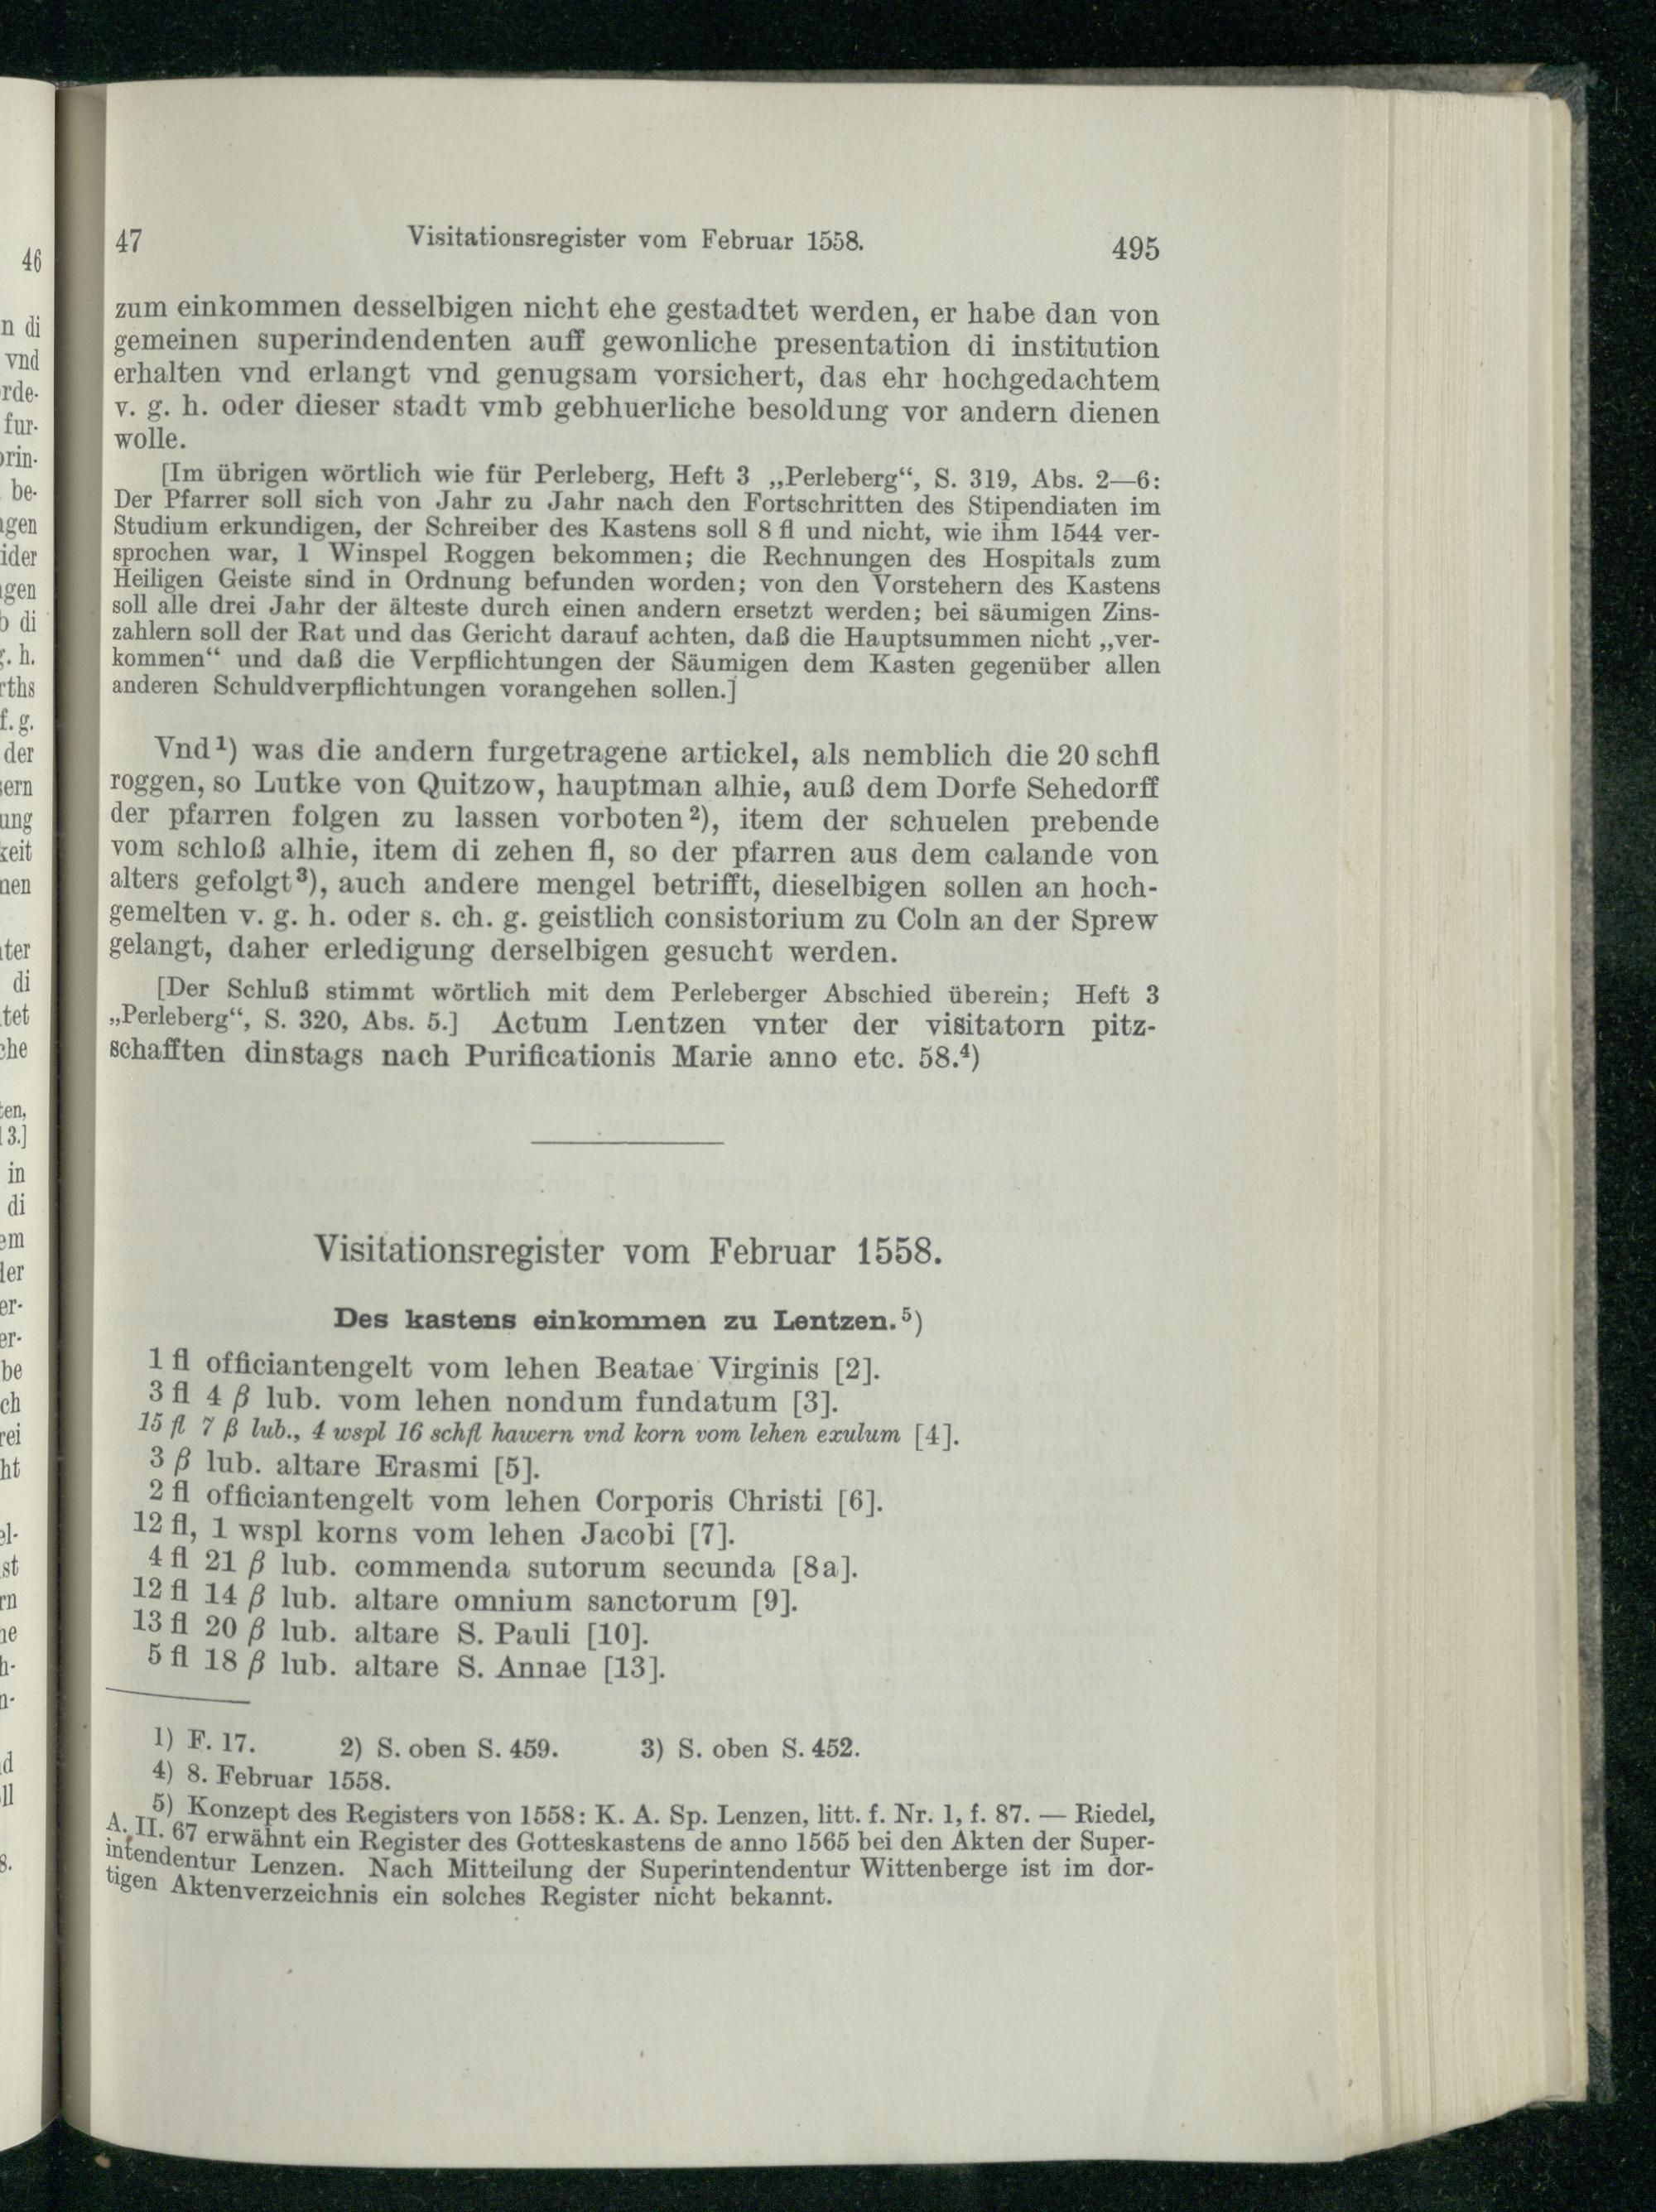 47 Visitationsregister vom Februar 1558. 495
zum einkommen desselbigen nicht ehe gestadtet werden, er habe dan von
gemeinen superindendenten auff gewonliche presentation di institution
erhalten vnd erlangt vnd genugsam vorsichert, das ehr hochgedachtem
v. g. h. oder dieser stadt vmb gebhuerliche besoldung vor andern dienen
wolle.
[Im übrigen wörtlich wie für Perleberg, Heft 3 „Perleberg“, S. 319, Abs. 2—6:
Der Pfarrer soll sich von Jahr zu Jahr nach den Fortschritten des Stipendiaten im
Studium erkundigen, der Schreiber des Kastens soll 8 fl und nicht, wie ihm 1544 ver-
sprochen war, 1 Winspel Roggen bekommen; die Rechnungen des Hospitals zum
Heiligen Geiste sind in Ordnung befunden worden; von den Vorstehern des Kastens
soll alle drei Jahr der älteste durch einen andern ersetzt werden; bei säumigen Zins-
zahlern soll der Rat und das Gericht darauf achten, daß die Hauptsummen nicht „ver-
kommen“ und daß die Verpflichtungen der Säumigen dem Kasten gegenüber allen
anderen Schuldverpflichtungen vorangehen sollen.]
Vnd¹) was die andern furgetragene artickel, als nemblich die 20 schfl
roggen, so Lutke von Quitzow, hauptman alhie, auß dem Dorfe Sehedorff
der pfarren folgen zu lassen vorboten²), item der schuelen prebende
vom schloß alhie, item di zehen fl, so der pfarren aus dem calande von
alters gefolgt³), auch andere mengel betrifft, dieselbigen sollen an hoch-
gemelten v. g. h. oder s. ch. g. geistlich consistorium zu Coln an der Sprew
gelangt, daher erledigung derselbigen gesucht werden.
[Der Schluß stimmt wörtlich mit dem Perleberger Abschied überein; Heft 3
„Perleberg“, S. 320, Abs. 5.] Actum Lentzen vnter der visitatorn pitz-
schafften dinstags nach Purificationis Marie anno etc. 58.⁴)
Visitationsregister vom Februar 1558.
Des kastens einkommen zu Lentzen.⁵)
1 fl officiantengelt vom lehen Beatae Virginis [2].
3 fl 4 β lub. vom lehen nondum fundatum [3].
15 fl 7 β lub., 4 wspl 16 schfl hawern vnd korn vom lehen exulum [4].
3 β lub. altare Erasmi [5].
2 fl officiantengelt vom lehen Corporis Christi [6].
12 fl, 1 wspl korns vom lehen Jacobi [7].
4 fl 21 β lub. commenda sutorum secunda [8a].
12 fl 14 β lub. altare omnium sanctorum [9].
13 fl 20 β lub. altare S. Pauli [10].
5 fl 18 β lub. altare S. Annae [13].
1) F. 17. 2) S. oben S. 459. 3) S. oben S. 452.
4) 8. Februar 1558.
5) Konzept des Registers von 1558: K. A. Sp. Lenzen, litt. f. Nr. 1, f. 87. — Riedel,
A. II. 67 erwähnt ein Register des Gotteskastens de anno 1565 bei den Akten der Super-
intendentur Lenzen. Nach Mitteilung der Superintendentur Wittenberge ist im dor-
tigen Aktenverzeichnis ein solches Register nicht bekannt.